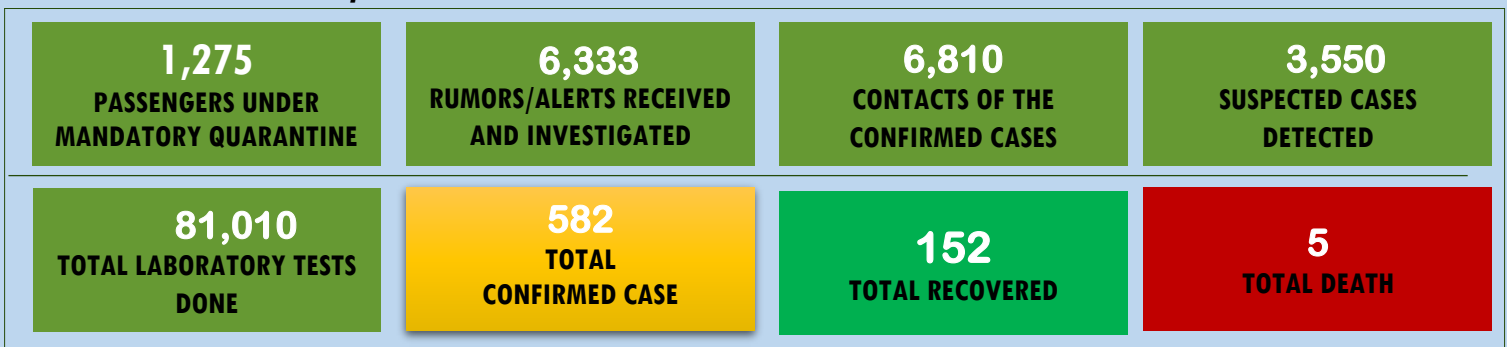 1,275
PASSENGERS UNDER
MANDATORY QUARANTINE
6,333
RUMORS/ALERTS RECEIVED
AND INVESTIGATED
6,810
CONTACTS OF THE
CONFIRMED CASES
3,550
SUSPECTED CASES
DETECTED
81,010
TOTAL LABORATORY TESTS
DONE
582
TOTAL
CONFIRMED CASE
152
TOTAL RECOVERED
5
TOTAL DEATH